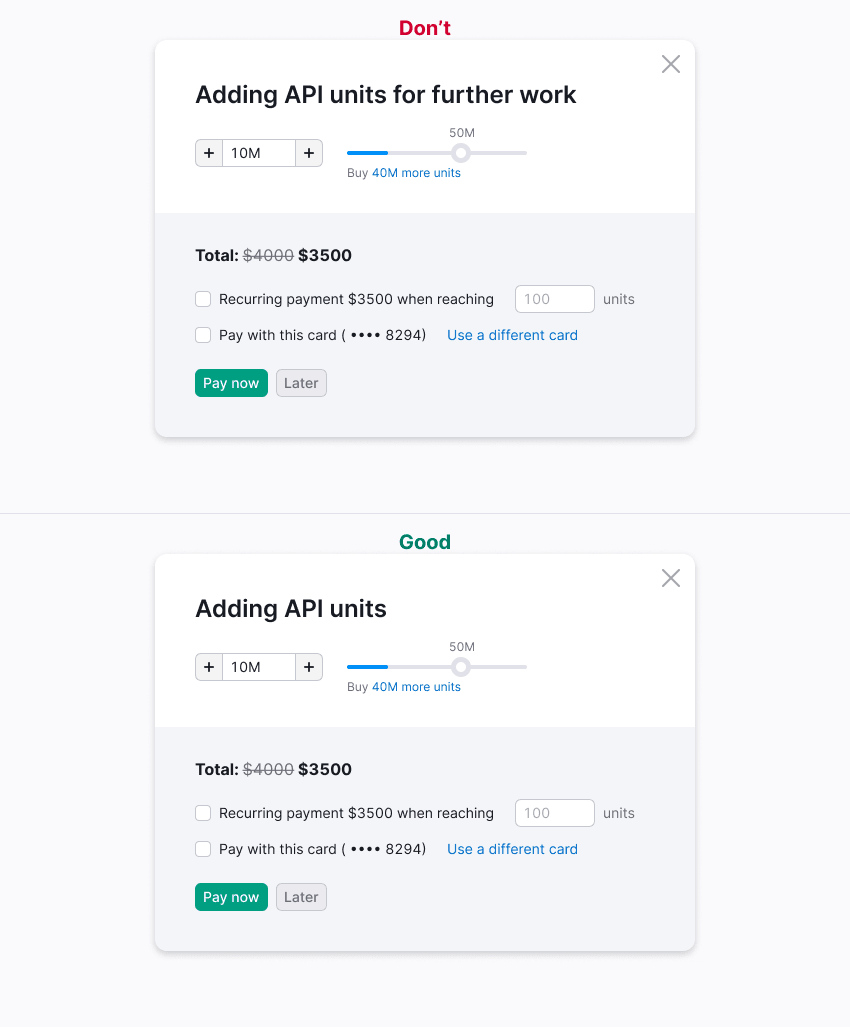 Don’t
Adding API units for further work
50M
+ 10M +
Buy 40M more units
Total: $4000 $3500
Recurring payment $3500 when reaching 100 units
Pay with this card ( •••• 8294) Use a different card
Pay now Later
Good
Adding API units
50M
+ 10M +
Buy 40M more units
Total: $4000 $3500
Recurring payment $3500 when reaching 100 units
Pay with this card ( •••• 8294) Use a different card
Pay now Later